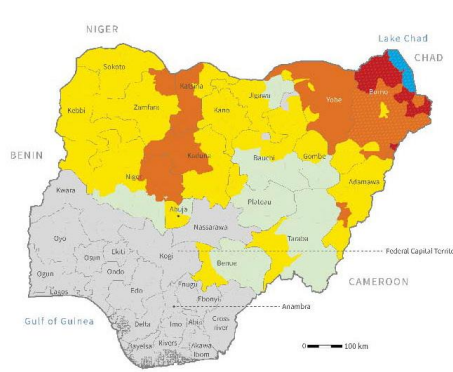 NIGER
Lake Chad
CHAD
Sokoto
Katsina
Jigawa
Yobe
Borno
Kebbi
Zamfara
Kano
BENIN
Kaduna
Bauchi
Gombe
Niger
Adamawa
Kwara
Abuja
Plateau
Nassarawa
Oyo
Taraba
Ekiti
Kogi
Federal Capital Territo
Osun
Benue
Ogun
Ondo
CAMEROON
Lagos
Edo
Enugu
Ebonyi
Anambra
Gulf of Guinea
Delta
Imo
Abia
Cross
river
Bayelsa
Rivers
Akawa
Ibom
0
100 km